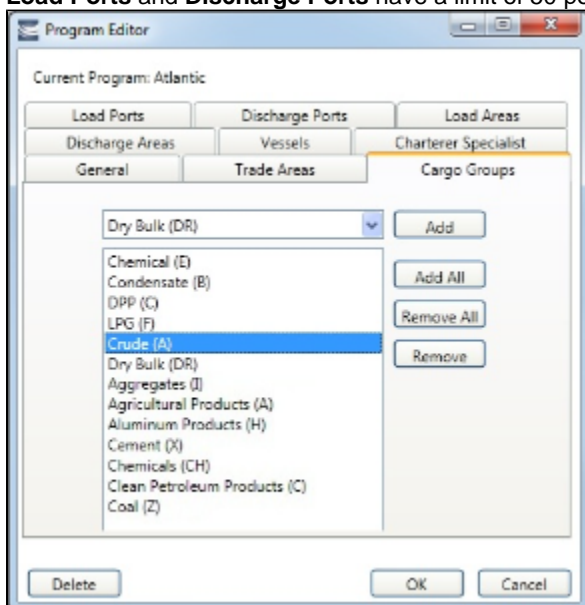 Load Ports and Discharge Ports have a limit of
Program Editor
Current Program: Atlantic
Load Ports Discharge Ports Load Areas
Discharge Areas Vessels Charterer Specialist
General Trade Areas Cargo Groups
Dry Bulk (DR) Add
Chemical (E)
Condensate (B)
DPP (C)
LPG (F)
Crude (A)
Dry Bulk (DR)
Aggregates (I)
Agricultural Products (A)
Aluminum Products (H)
Cement (X)
Chemicals (CH)
Clean Petroleum Products (C)
Coal (Z)
Add All
Remove All
Remove
Delete OK Cancel